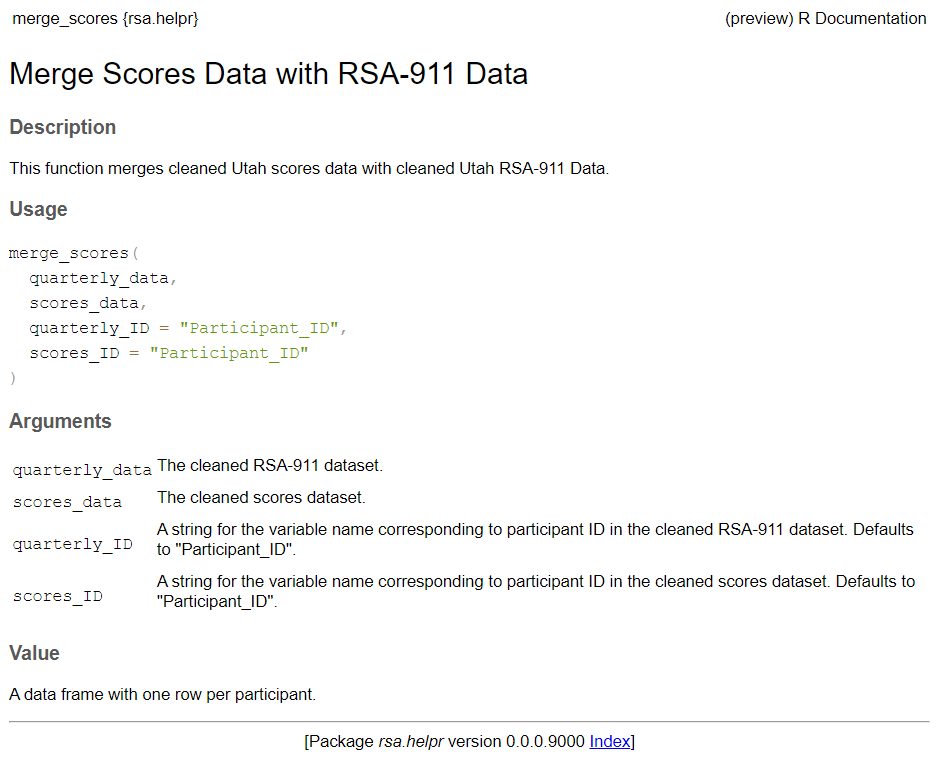 merge_scores {rsa.helpr}
(preview) R Documentation
Merge Scores Data with RSA-911 Data
Description
This function merges cleaned Utah scores data with cleaned Utah RSA-911 Data.
Usage
merge_scores(
  quarterly_data,
  scores_data,
  quarterly_ID = "Participant_ID",
  scores_ID = "Participant_ID"
)
Arguments
quarterly_data The cleaned RSA-911 dataset.
scores_data The cleaned scores dataset.
quarterly_ID A string for the variable name corresponding to participant ID in the cleaned RSA-911 dataset. Defaults
to "Participant_ID".
scores_ID A string for the variable name corresponding to participant ID in the cleaned scores dataset. Defaults to
"Participant_ID".
Value
A data frame with one row per participant.
[Package rsa.helpr version 0.0.0.9000 Index]